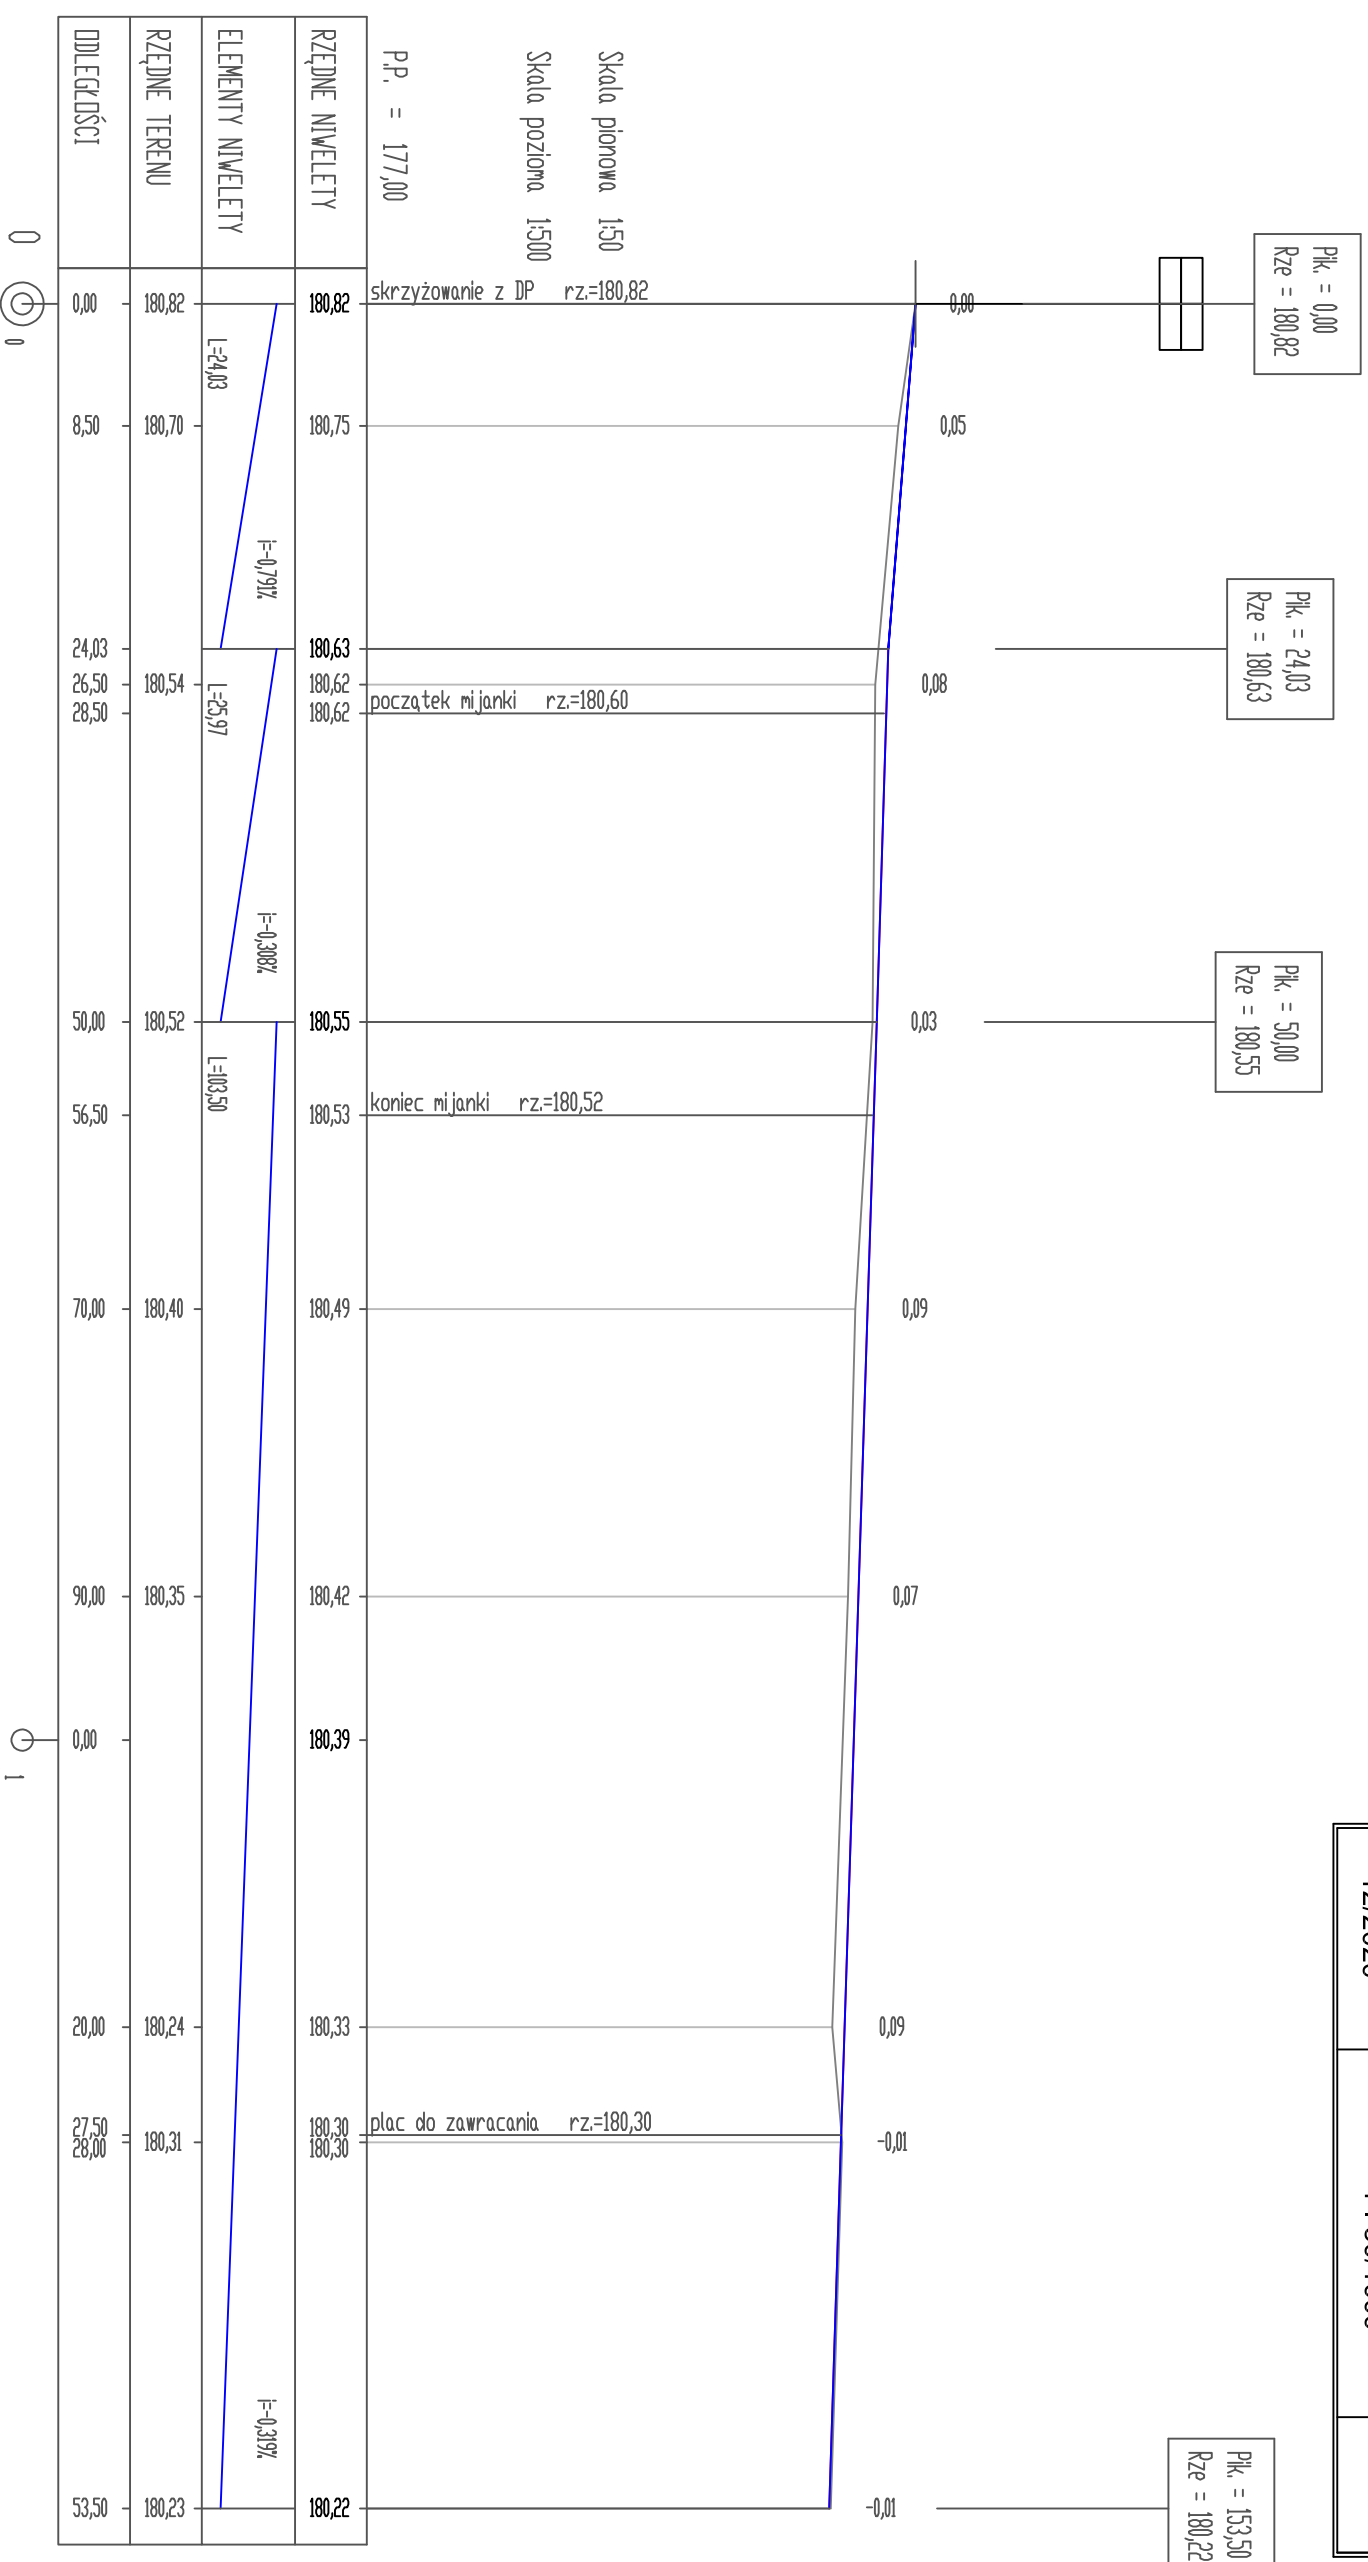 Pik. = 0,00
Rze = 180,82
Pik. = 24,03
Rze = 180,63
Pik. = 50,00
Rze = 180,55
Pik. = 153,50
Rze = 180,22
0,00
0,05
0,08
0,03
0,09
0,07
0,09
-0,01
-0,01
Skala pionowa 1:50
Skala pozioma 1:500
P.P. = 177,00
skrzyżowanie z DP rz.=180,82
początek mijanki rz.=180,60
koniec mijanki rz.=180,52
plac do zawracania rz.=180,30
RZĘDNE NIWELETY
180,82
180,75
180,63
180,62
180,62
180,55
180,53
180,49
180,42
180,39
180,33
180,30
180,30
180,22
ELEMENTY NIWELETY
i=-0,791%
i=-0,308%
i=-0,319%
L=24,03
L=25,97
L=103,50
RZĘDNE TERENU
180,82
180,70
180,54
180,52
180,40
180,35
180,24
180,31
180,23
ODLEGŁOŚCI
0,00
8,50
24,03
26,50
28,50
50,00
56,50
70,00
90,00
0,00
20,00
27,50
28,00
53,50
0
0
1